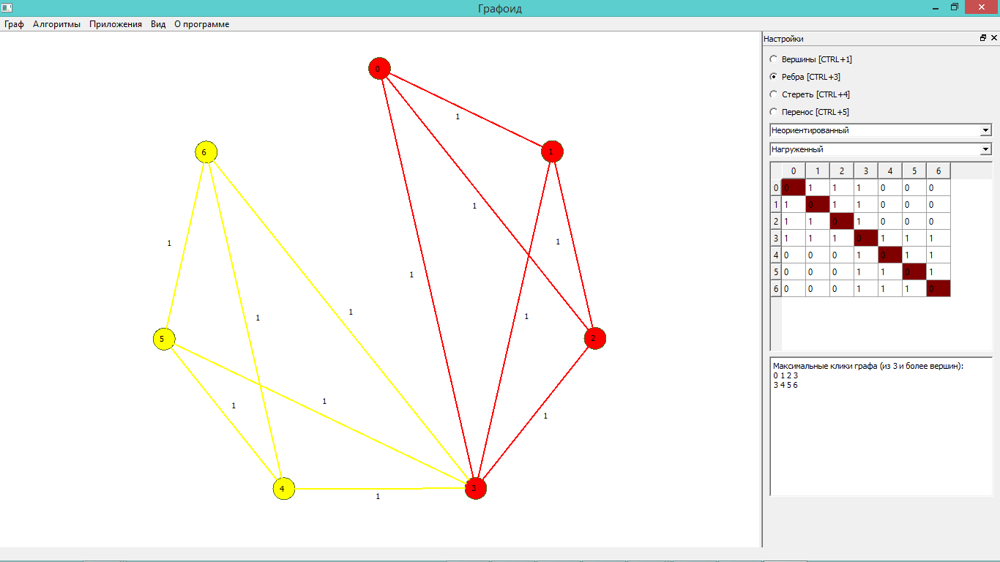 Графоид
Граф Алгоритмы Приложения Вид О программе
Настройки
Вершины [CTRL+1]
Ребра [CTRL+3]
Стереть [CTRL+4]
Перенос [CTRL+5]
Неориентированный
Нагруженный
0 1 2 3 4 5 6
0 0 1 1 1 0 0 0
1 1 0 1 1 0 0 0
2 1 1 0 1 0 0 0
3 1 1 1 0 1 1 1
4 0 0 0 1 0 1 1
5 0 0 0 1 1 0 1
6 0 0 0 1 1 1 0
Максимальные клики графа (из 3 и более вершин):
0 1 2 3
3 4 5 6
0
1
6
1
1
1
1
1
1
1
1
1
2
5
1
1
1
4
3
1